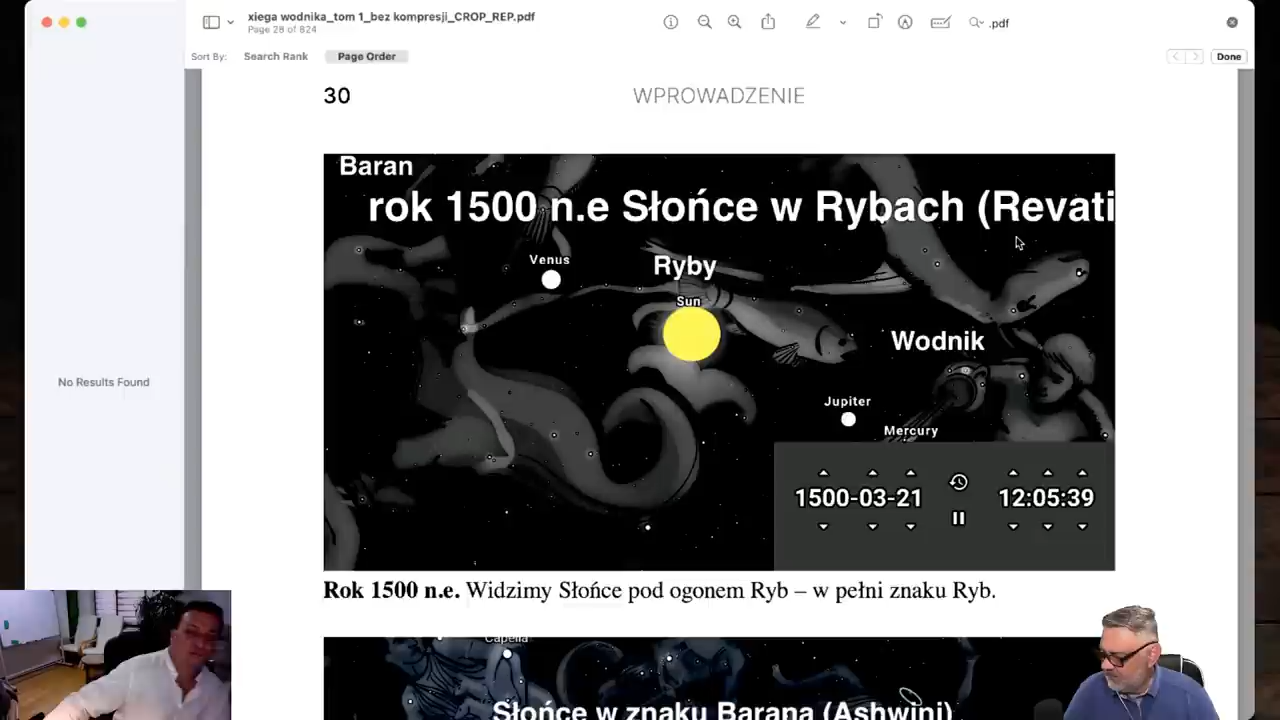 xiega wodnika_tom 1_bez kompresji_CROP_REP.pdf
Page 28 of 824
.pdf
Sort By: Search Rank Page Order
Done
No Results Found
30 WPROWADZENIE
Baran
rok 1500 n.e Słońce w Rybach (Revati
Venus
Ryby
Sun
Wodnik
Jupiter
Mercury
1500-03-21 12:05:39
Rok 1500 n.e. Widzimy Słońce pod ogonem Ryb – w pełni znaku Ryb.
Capella
Słońce w znaku Barana (Ashwini)